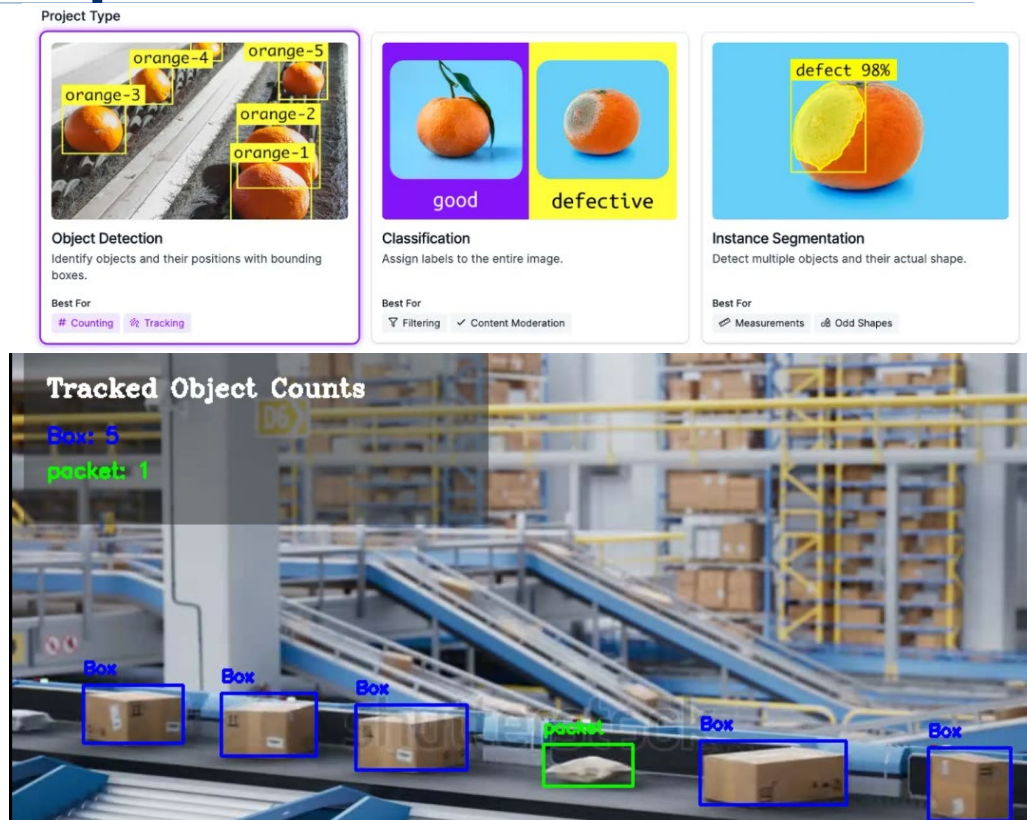 Project Type
orange-4
orange-5
orange-3
orange-2
orange-1
good
defective
defect 98%
Object Detection
Identify objects and their positions with bounding
boxes.
Best For
# Counting
Tracking
Classification
Assign labels to the entire image.
Best For
Filtering
Content Moderation
Instance Segmentation
Detect multiple objects and their actual shape.
Best For
Measurements
Odd Shapes
Tracked Object Counts
D6
Box: 5
packet: 1
Box
Box
Box
packet
Box
Box
shutterstock